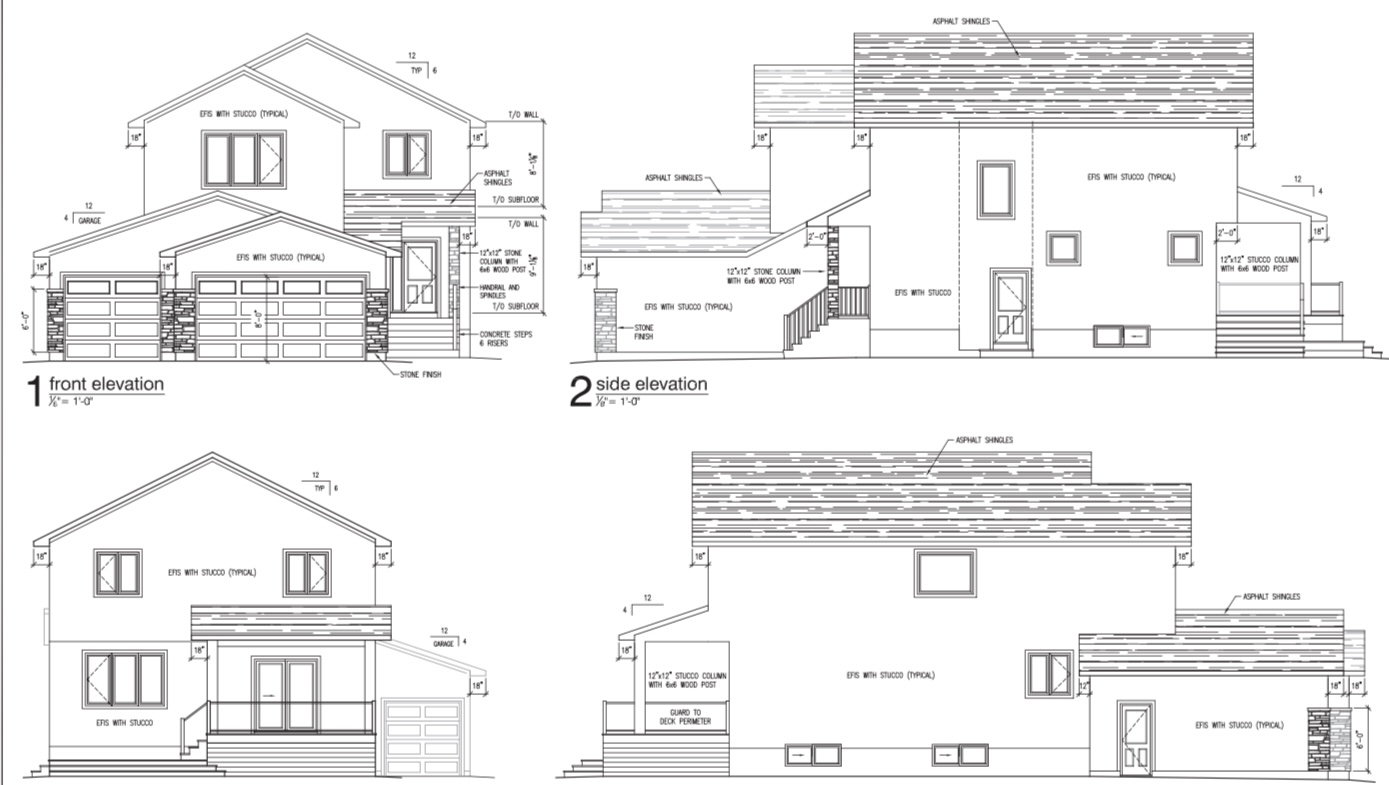 12
TYP 6
EFIS WITH STUCCO (TYPICAL)
T/O WALL
18"
18"
8'-1⅛"
ASPHALT
SHINGLES
T/O SUBFLOOR
12
4 GARAGE
T/O WALL
18"
EFIS WITH STUCCO (TYPICAL)
12"x12" STONE
COLUMN WITH
6x6 WOOD POST
18"
18"
HANDRAIL AND
SPINDLES
T/O SUBFLOOR
6'-0"
8'-0"
CONCRETE STEPS
6 RISERS
STONE FINISH
1 front elevation
= 1'-0"
ASPHALT SHINGLES
18"
18"
18"
ASPHALT SHINGLES
EFIS WITH STUCCO (TYPICAL)
12
4
2'-0"
2'-0"
18"
18"
12"x12" STONE COLUMN
WITH 6x6 WOOD POST
12"x12" STUCCO COLUMN
WITH 6x6 WOOD POST
EFIS WITH STUCCO
EFIS WITH STUCCO (TYPICAL)
STONE
FINISH
2 side elevation
⅛" = 1'-0"
12
TYP 6
18"
18"
EFIS WITH STUCCO (TYPICAL)
12
GARAGE 4
18"
18"
EFIS WITH STUCCO
ASPHALT SHINGLES
18"
18"
12
4
ASPHALT SHINGLES
18"
12"x12" STUCCO COLUMN
WITH 6x6 WOOD POST
EFIS WITH STUCCO (TYPICAL)
12"
18"
18"
GUARD TO
DECK PERIMETER
EFIS WITH STUCCO (TYPICAL)
6'-0"